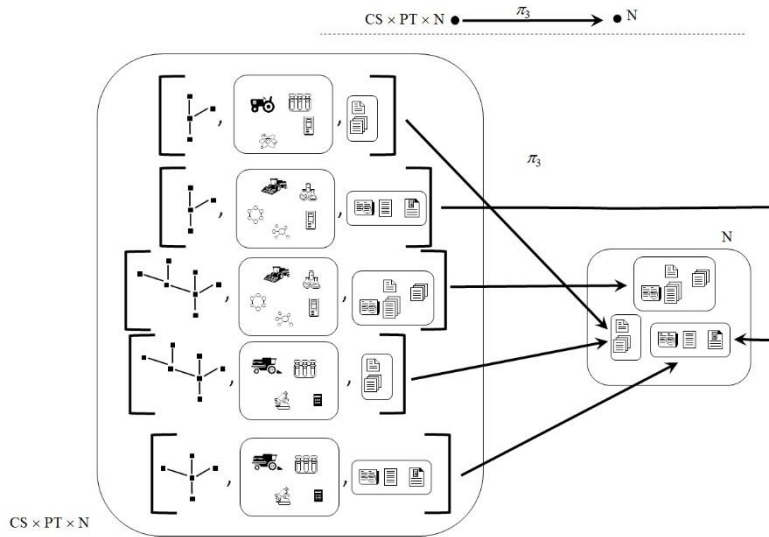 CS × PT × N π₃ N
π₃
N
CS × PT × N